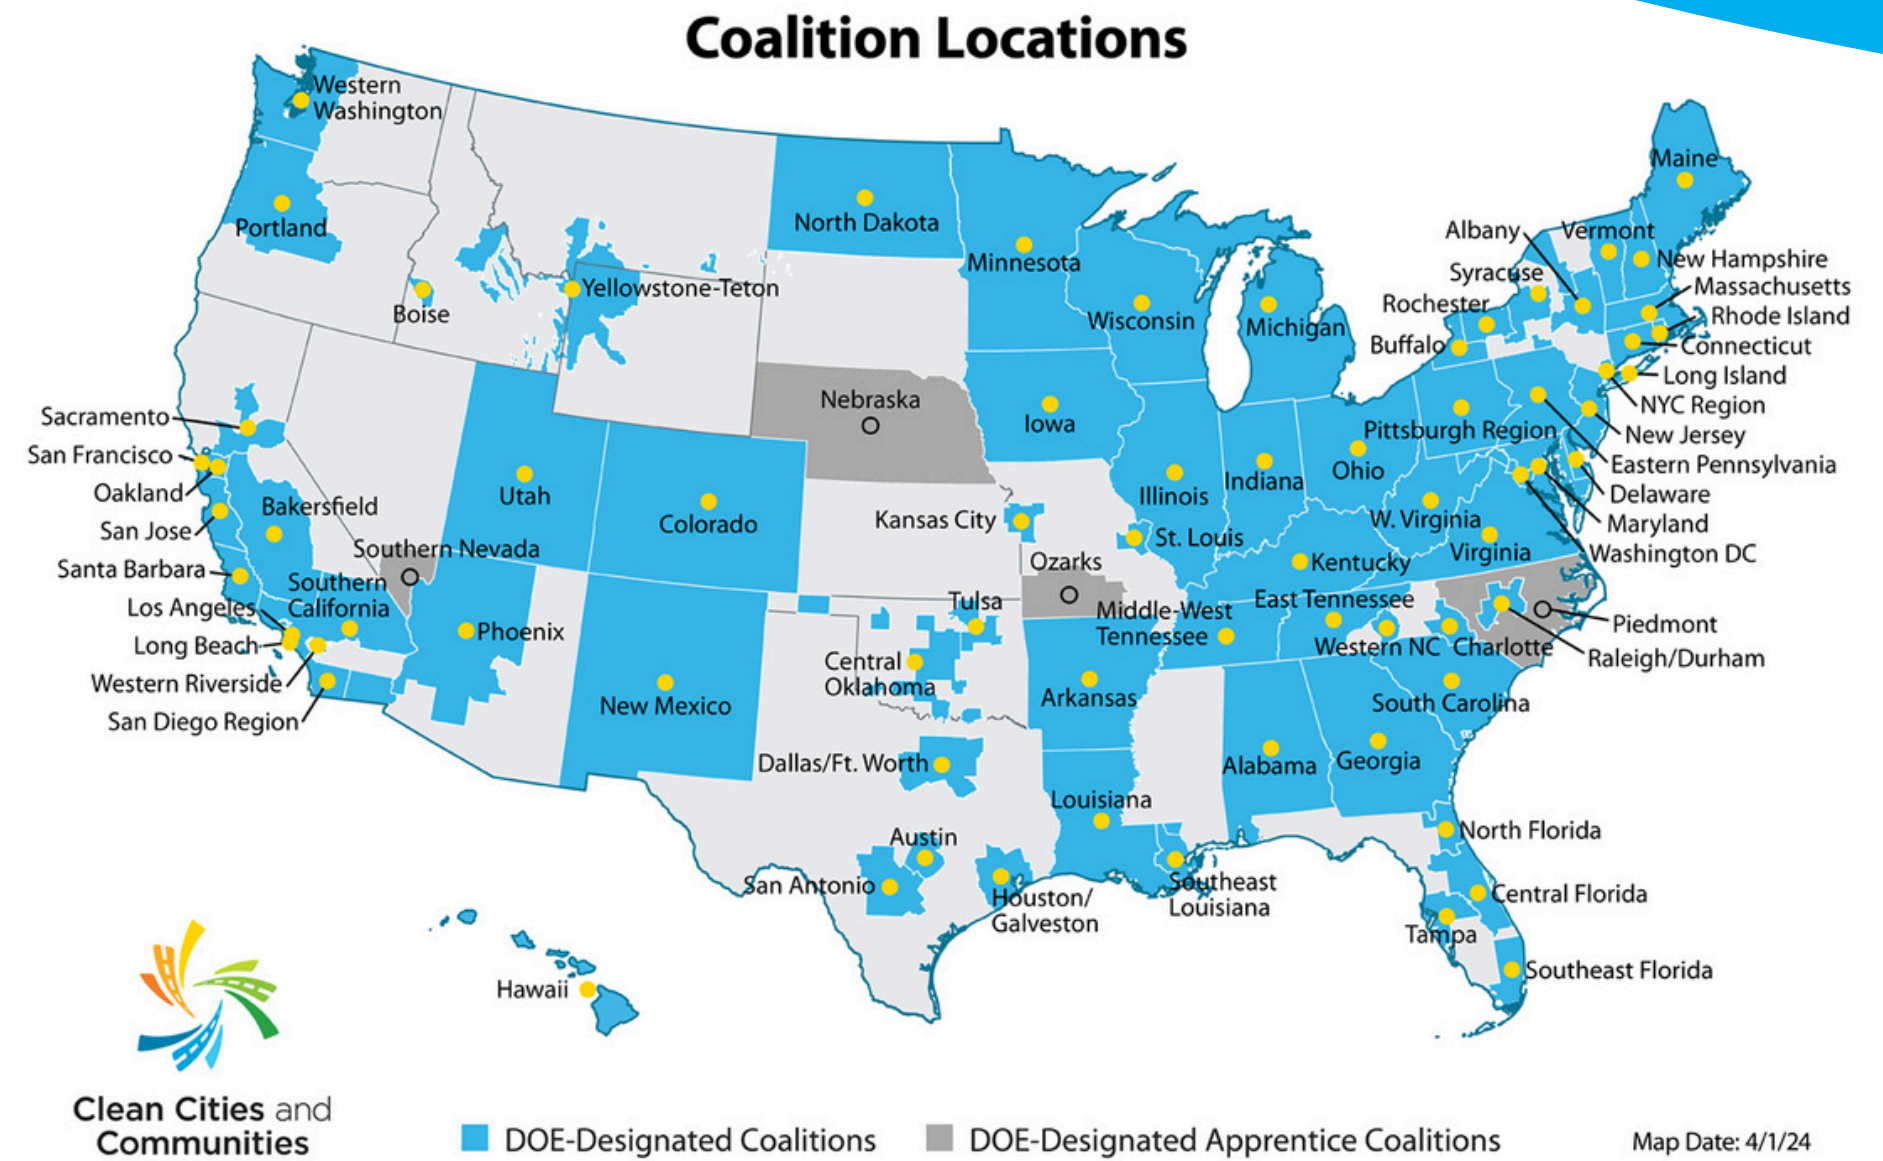 Coalition Locations
Western
Washington
Portland
Boise
Yellowstone-Teton
North Dakota
Minnesota
Wisconsin
Michigan
Maine
Albany
Vermont
Syracuse
New Hampshire
Massachusetts
Rochester
Rhode Island
Buffalo
Connecticut
Long Island
NYC Region
New Jersey
Pittsburgh Region
Eastern Pennsylvania
Delaware
Maryland
Washington DC
Nebraska
Iowa
Illinois
Indiana
Ohio
W. Virginia
Virginia
Sacramento
San Francisco
Oakland
San Jose
Bakersfield
Santa Barbara
Southern Nevada
Southern
California
Los Angeles
Long Beach
Western Riverside
San Diego Region
Utah
Colorado
Phoenix
New Mexico
Kansas City
St. Louis
Ozarks
Kentucky
Tulsa
Middle-West
Tennessee
East Tennessee
Western NC
Charlotte
Piedmont
Raleigh/Durham
Central
Oklahoma
Arkansas
South Carolina
Dallas/Ft. Worth
Alabama
Georgia
Louisiana
Austin
San Antonio
Houston/
Galveston
Southeast
Louisiana
North Florida
Central Florida
Tampa
Southeast Florida
Hawaii
Clean Cities and
Communities
DOE-Designated Coalitions
DOE-Designated Apprentice Coalitions
Map Date: 4/1/24